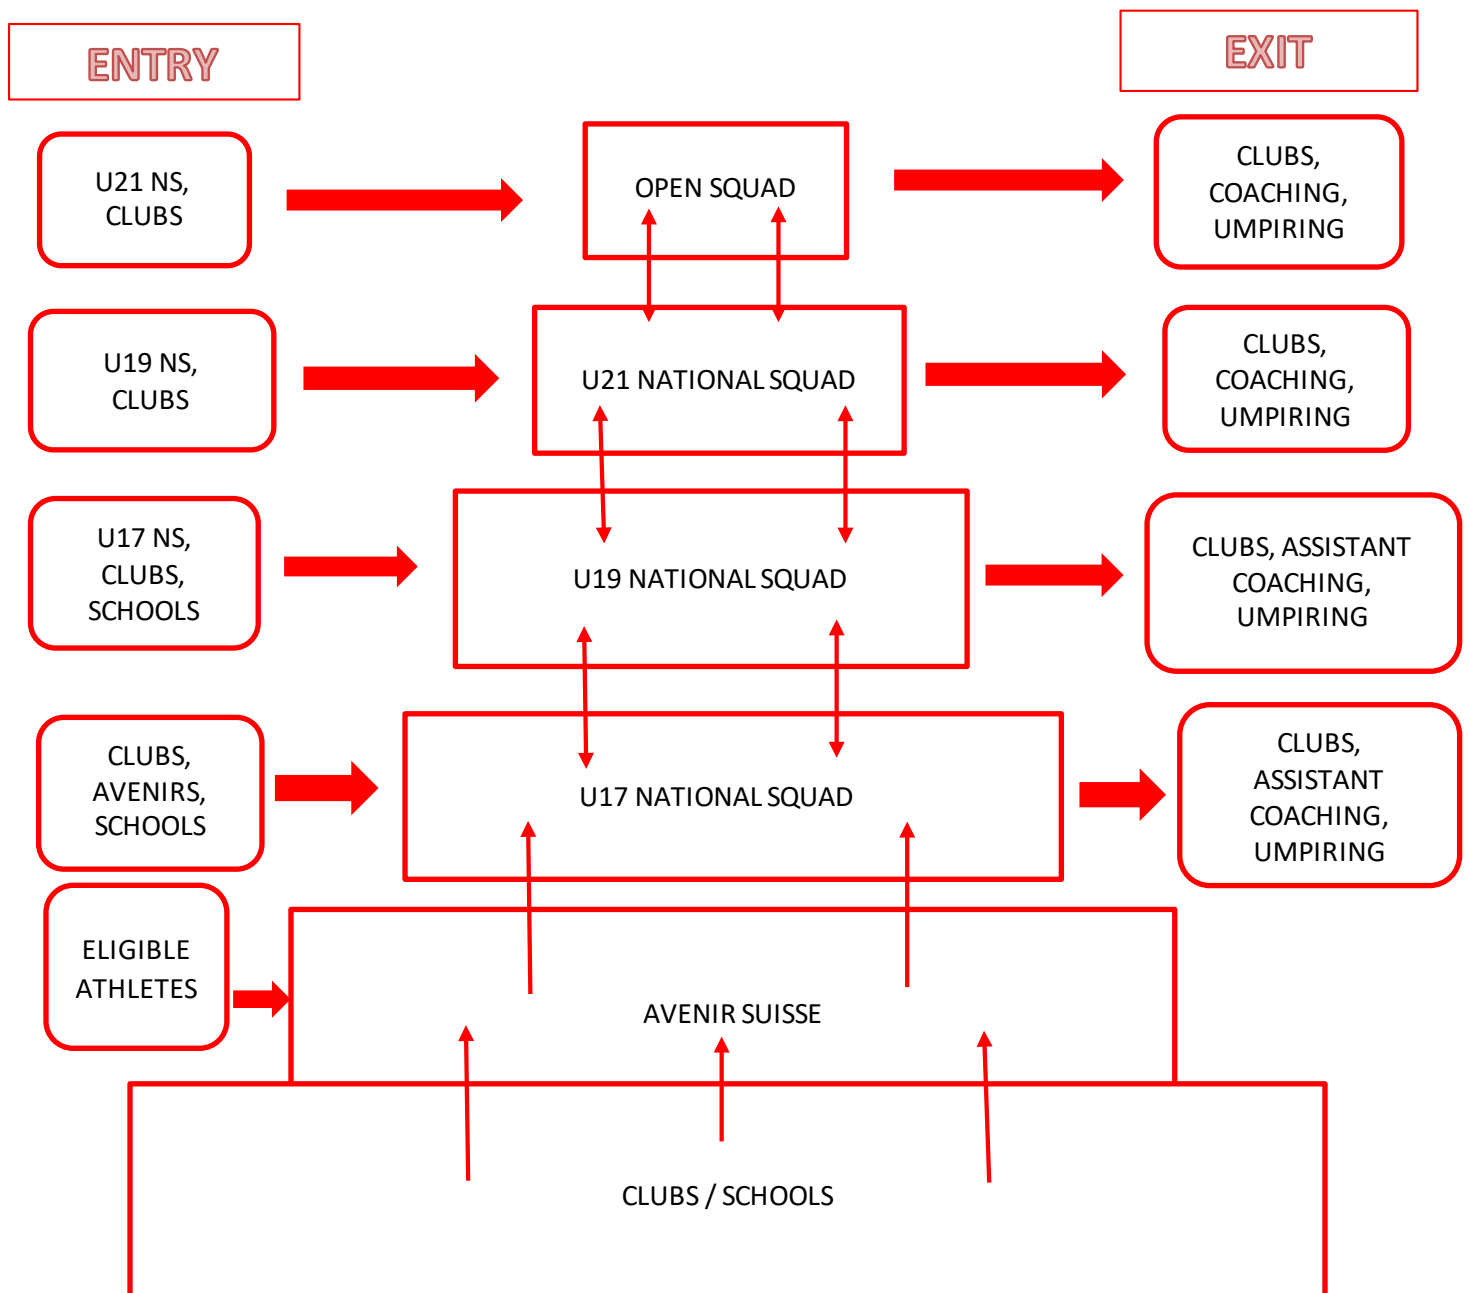 ENTRY
EXIT
U21 NS,
CLUBS
OPEN SQUAD
CLUBS,
COACHING,
UMPIRING
U19 NS,
CLUBS
U21 NATIONAL SQUAD
CLUBS,
COACHING,
UMPIRING
U17 NS,
CLUBS,
SCHOOLS
U19 NATIONAL SQUAD
CLUBS, ASSISTANT
COACHING,
UMPIRING
CLUBS,
AVENIRS,
SCHOOLS
U17 NATIONAL SQUAD
CLUBS,
ASSISTANT
COACHING,
UMPIRING
ELIGIBLE
ATHLETES
AVENIR SUISSE
CLUBS / SCHOOLS